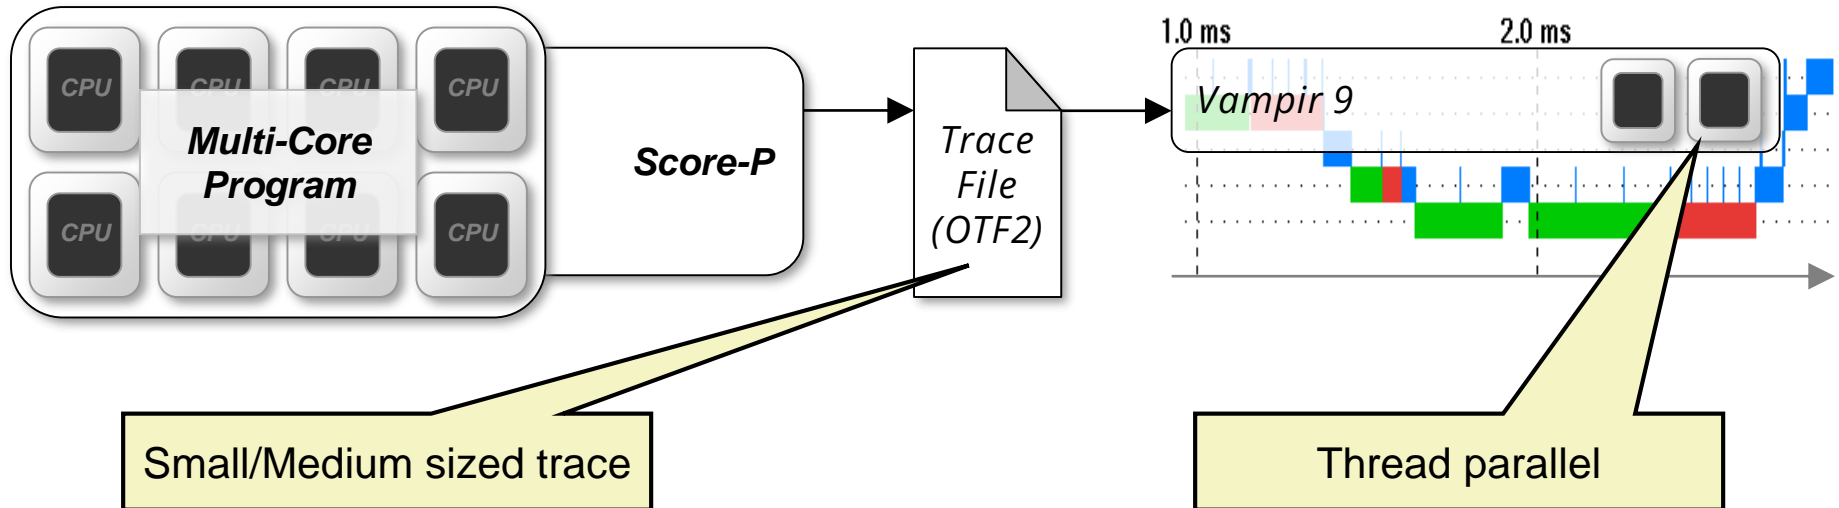 1.0 ms
2.0 ms
CPU
CPU
CPU
CPU
Multi-Core
Program
CPU
CPU
CPU
CPU
Score-P
Trace
File
(OTF2)
Vampir 9
Small/Medium sized trace
Thread parallel